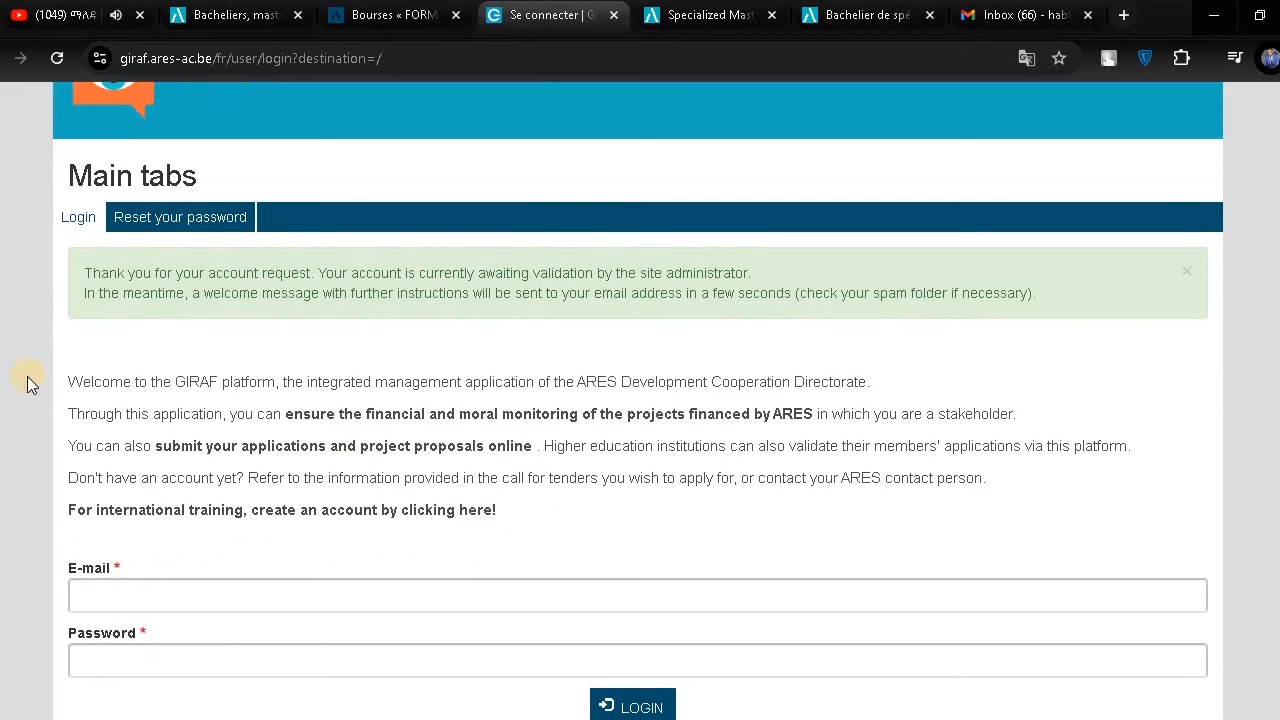 (1049) ማለዳ
Bacheliers, mast
Bourses « FORM
Se connecter | G
Specialized Mast
Bachelier de spé
Inbox (66) - hab
giraf.ares-ac.be/fr/user/login?destination=/
Main tabs
Login
Reset your password
Thank you for your account request. Your account is currently awaiting validation by the site administrator.
In the meantime, a welcome message with further instructions will be sent to your email address in a few seconds (check your spam folder if necessary).
Welcome to the GIRAF platform, the integrated management application of the ARES Development Cooperation Directorate.
Through this application, you can ensure the financial and moral monitoring of the projects financed by ARES in which you are a stakeholder.
You can also submit your applications and project proposals online . Higher education institutions can also validate their members' applications via this platform.
Don't have an account yet? Refer to the information provided in the call for tenders you wish to apply for, or contact your ARES contact person.
For international training, create an account by clicking here!
E-mail *
Password *
LOGIN